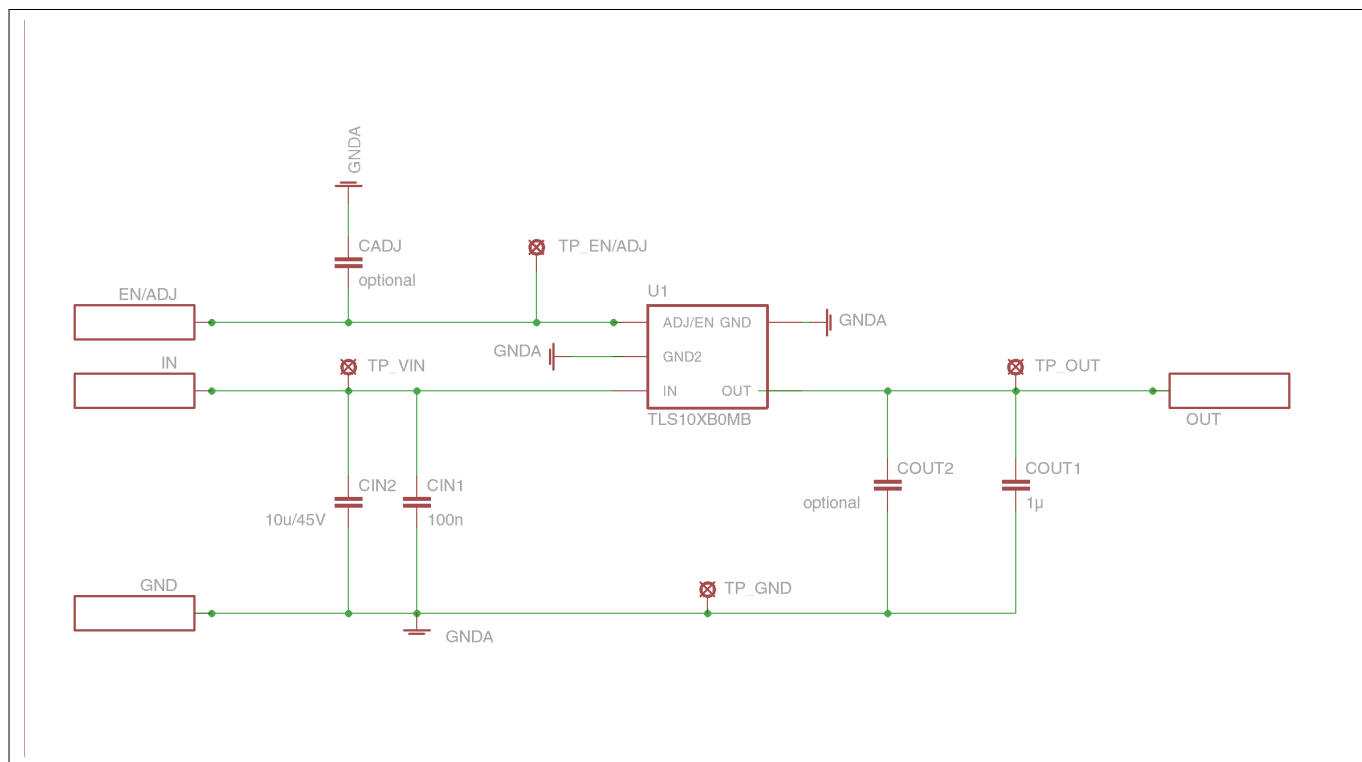 GNDA
CADJ
TP_EN/ADJ
optional
EN/ADJ
U1
ADJ/EN GND
GNDA
GNDA
GND2
IN
TP_VIN
TP_OUT
IN
OUT
TLS10XB0MB
OUT
COUT2
COUT1
CIN2
CIN1
optional
1µ
10u/45V
100n
GND
TP_GND
GNDA